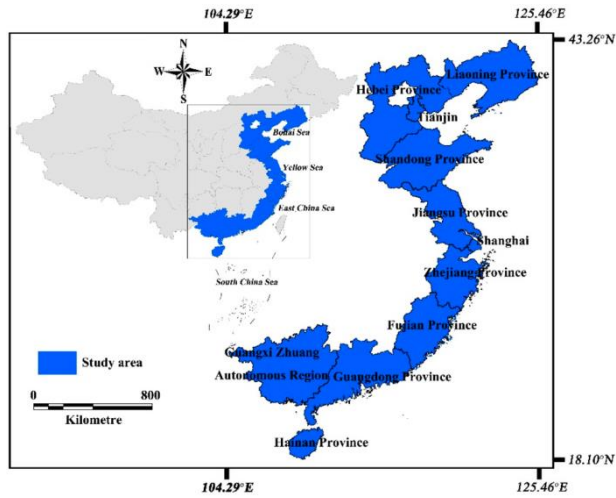 104.29°E
125.46°E
43.26°N
N
W
E
S
Bohai Sea
Yellow Sea
East China Sea
South China Sea
Liaoning Province
Hebei Province
Tianjin
Shandong Province
Jiangsu Province
Shanghai
Zhejiang Province
Fujian Province
Guangxi Zhuang
Autonomous Region
Guangdong Province
Hainan Province
Study area
0
800
Kilometre
18.10°N
104.29°E
125.46°E